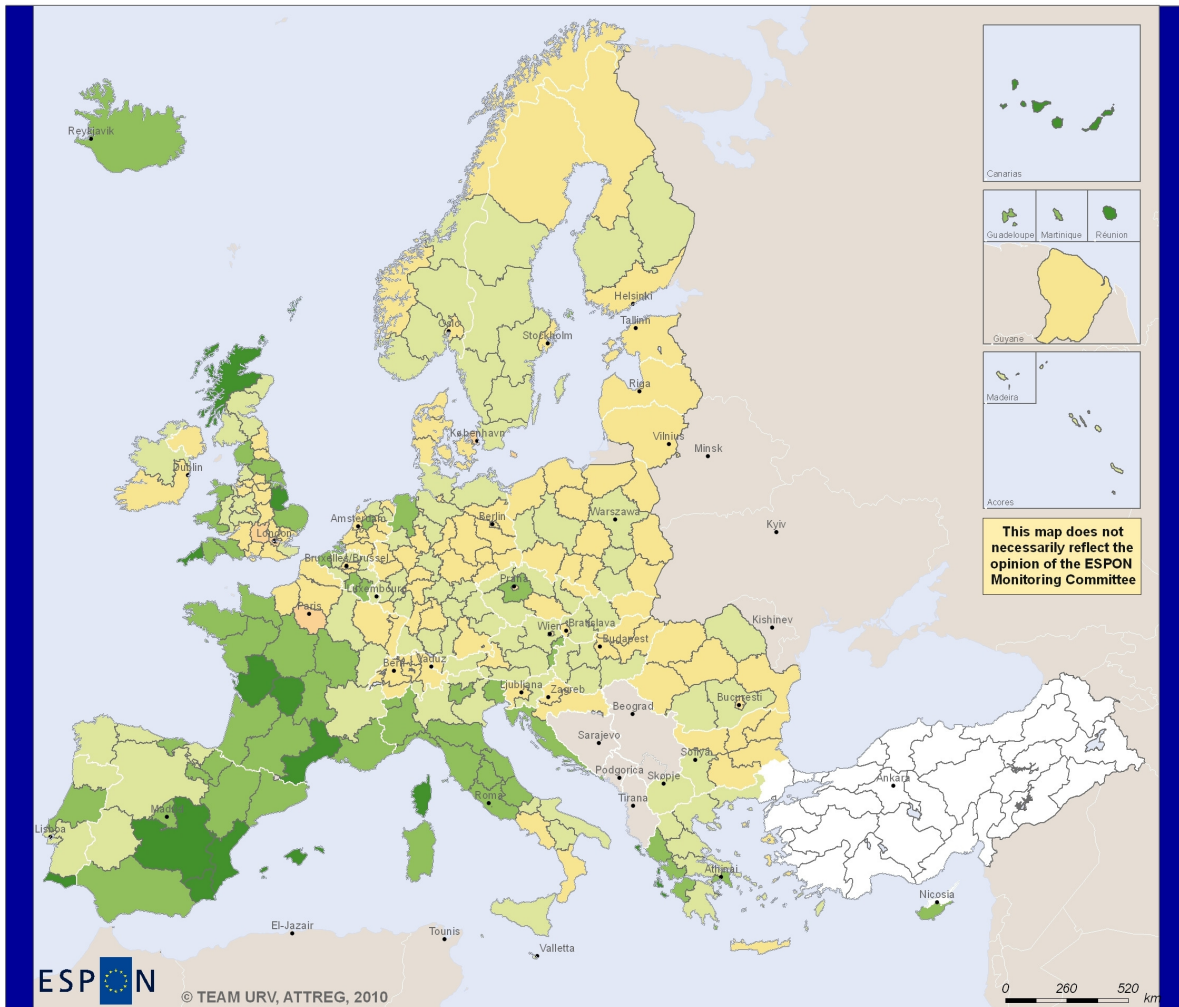 Reykjavik
Canarias
Guadeloupe
Martinique
Réunion
Guyane
Madeira
Acores
This map does not
necessarily reflect the
opinion of the ESPON
Monitoring Committee
Oslo
Stockholm
Helsinki
Tallinn
Riga
København
Vilnius
Minsk
Dublin
Amsterdam
Berlin
Warszawa
London
Kyiv
Bruxelles/Brussel
Luxembourg
Praha
Paris
Kishinev
Wien
Bratislava
Budapest
Bern
Vaduz
Ljubljana
Zagreb
Bucuresti
Beograd
Sarajevo
Sofiya
Podgorica
Skopje
Ankara
Roma
Tirana
Lisboa
Athinai
Nicosia
El-Jazair
Tounis
Valletta
ESPON
© TEAM URV, ATTREG, 2010
0 260 520
km